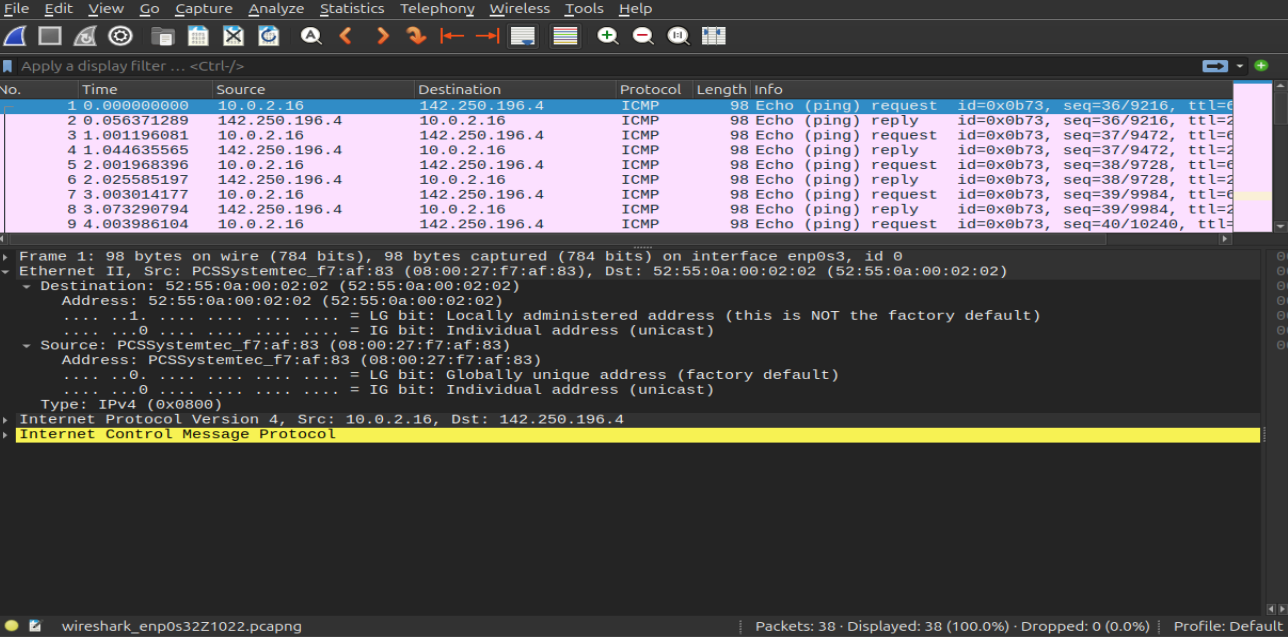 File Edit View Go Capture Analyze Statistics Telephony Wireless Tools Help
Apply a display filter … <Ctrl-/>
No. Time Source Destination Protocol Length Info
1 0.000000000 10.0.2.16 142.250.196.4 ICMP 98 Echo (ping) request id=0x0b73, seq=36/9216, ttl=6
2 0.056371289 142.250.196.4 10.0.2.16 ICMP 98 Echo (ping) reply id=0x0b73, seq=36/9216, ttl=2
3 1.001196081 10.0.2.16 142.250.196.4 ICMP 98 Echo (ping) request id=0x0b73, seq=37/9472, ttl=6
4 1.044635565 142.250.196.4 10.0.2.16 ICMP 98 Echo (ping) reply id=0x0b73, seq=37/9472, ttl=2
5 2.001968396 10.0.2.16 142.250.196.4 ICMP 98 Echo (ping) request id=0x0b73, seq=38/9728, ttl=6
6 2.025585197 142.250.196.4 10.0.2.16 ICMP 98 Echo (ping) reply id=0x0b73, seq=38/9728, ttl=2
7 3.003014177 10.0.2.16 142.250.196.4 ICMP 98 Echo (ping) request id=0x0b73, seq=39/9984, ttl=6
8 3.073290794 142.250.196.4 10.0.2.16 ICMP 98 Echo (ping) reply id=0x0b73, seq=39/9984, ttl=2
9 4.003986104 10.0.2.16 142.250.196.4 ICMP 98 Echo (ping) request id=0x0b73, seq=40/10240, ttl=
Frame 1: 98 bytes on wire (784 bits), 98 bytes captured (784 bits) on interface enp0s3, id 0
Ethernet II, Src: PCSSystemtec_f7:af:83 (08:00:27:f7:af:83), Dst: 52:55:0a:00:02:02 (52:55:0a:00:02:02)
Destination: 52:55:0a:00:02:02 (52:55:0a:00:02:02)
Address: 52:55:0a:00:02:02 (52:55:0a:00:02:02)
.... ..1. .... .... .... .... = LG bit: Locally administered address (this is NOT the factory default)
.... ...0 .... .... .... .... = IG bit: Individual address (unicast)
Source: PCSSystemtec_f7:af:83 (08:00:27:f7:af:83)
Address: PCSSystemtec_f7:af:83 (08:00:27:f7:af:83)
.... ..0. .... .... .... .... = LG bit: Globally unique address (factory default)
.... ...0 .... .... .... .... = IG bit: Individual address (unicast)
Type: IPv4 (0x0800)
Internet Protocol Version 4, Src: 10.0.2.16, Dst: 142.250.196.4
Internet Control Message Protocol
wireshark_enp0s32Z1022.pcapng Packets: 38 · Displayed: 38 (100.0%) · Dropped: 0 (0.0%) Profile: Default